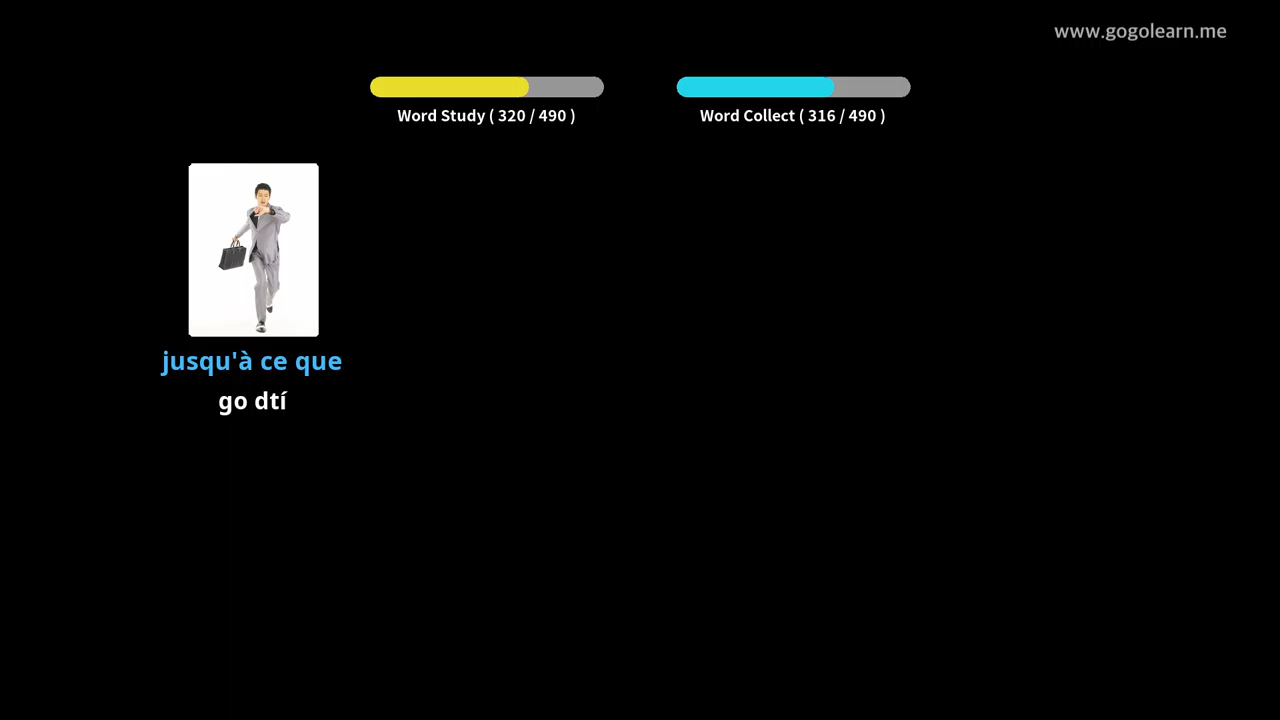 www.gogolearn.me
Word Study ( 320 / 490 )
Word Collect ( 316 / 490 )
jusqu'à ce que
go dtí